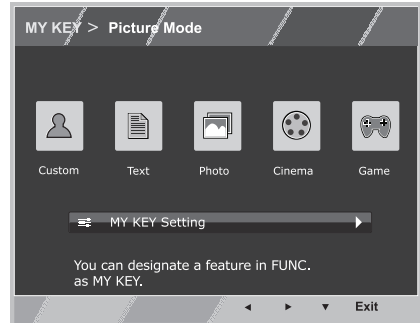 MY KEY > Picture Mode
Custom Text Photo Cinema Game
MY KEY Setting
You can designate a feature in FUNC.
as MY KEY.
Exit